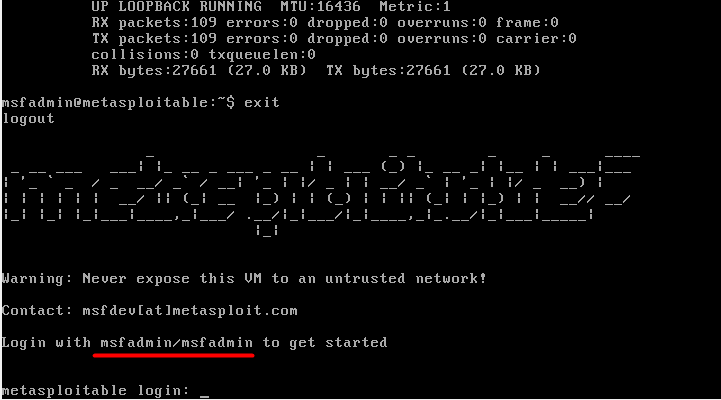 UP LOOPBACK RUNNING  MTU:16436  Metric:1
RX packets:109 errors:0 dropped:0 overruns:0 frame:0
TX packets:109 errors:0 dropped:0 overruns:0 carrier:0
collisions:0 txqueuelen:0
RX bytes:27661 (27.0 KB)  TX bytes:27661 (27.0 KB)
msfadmin@metasploitable:~$ exit
logout
metasploitable2
Warning: Never expose this VM to an untrusted network!
Contact: msfdev[at]metasploit.com
Login with msfadmin/msfadmin to get started
metasploitable login: _